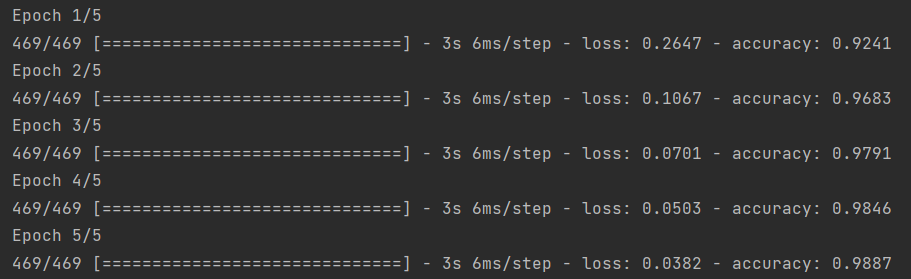 Epoch 1/5
469/469 [==============================] - 3s 6ms/step - loss: 0.2647 - accuracy: 0.9241
Epoch 2/5
469/469 [==============================] - 3s 6ms/step - loss: 0.1067 - accuracy: 0.9683
Epoch 3/5
469/469 [==============================] - 3s 6ms/step - loss: 0.0701 - accuracy: 0.9791
Epoch 4/5
469/469 [==============================] - 3s 6ms/step - loss: 0.0503 - accuracy: 0.9846
Epoch 5/5
469/469 [==============================] - 3s 6ms/step - loss: 0.0382 - accuracy: 0.9887